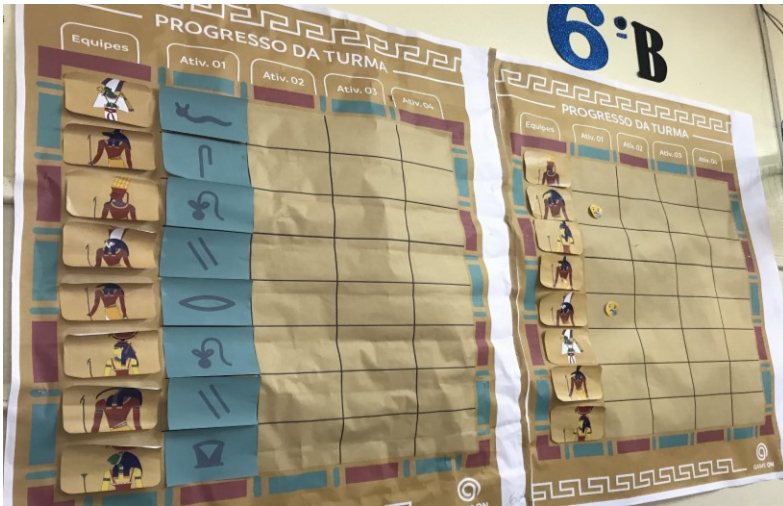 PROGRESSO DA TURMA
Equipes
Ativ. 01
Ativ. 02
Ativ. 03
Ativ. 04
6º B
PROGRESSO DA TURMA
Equipes
Ativ. 01
Ativ. 02
Ativ. 03
Ativ. 04